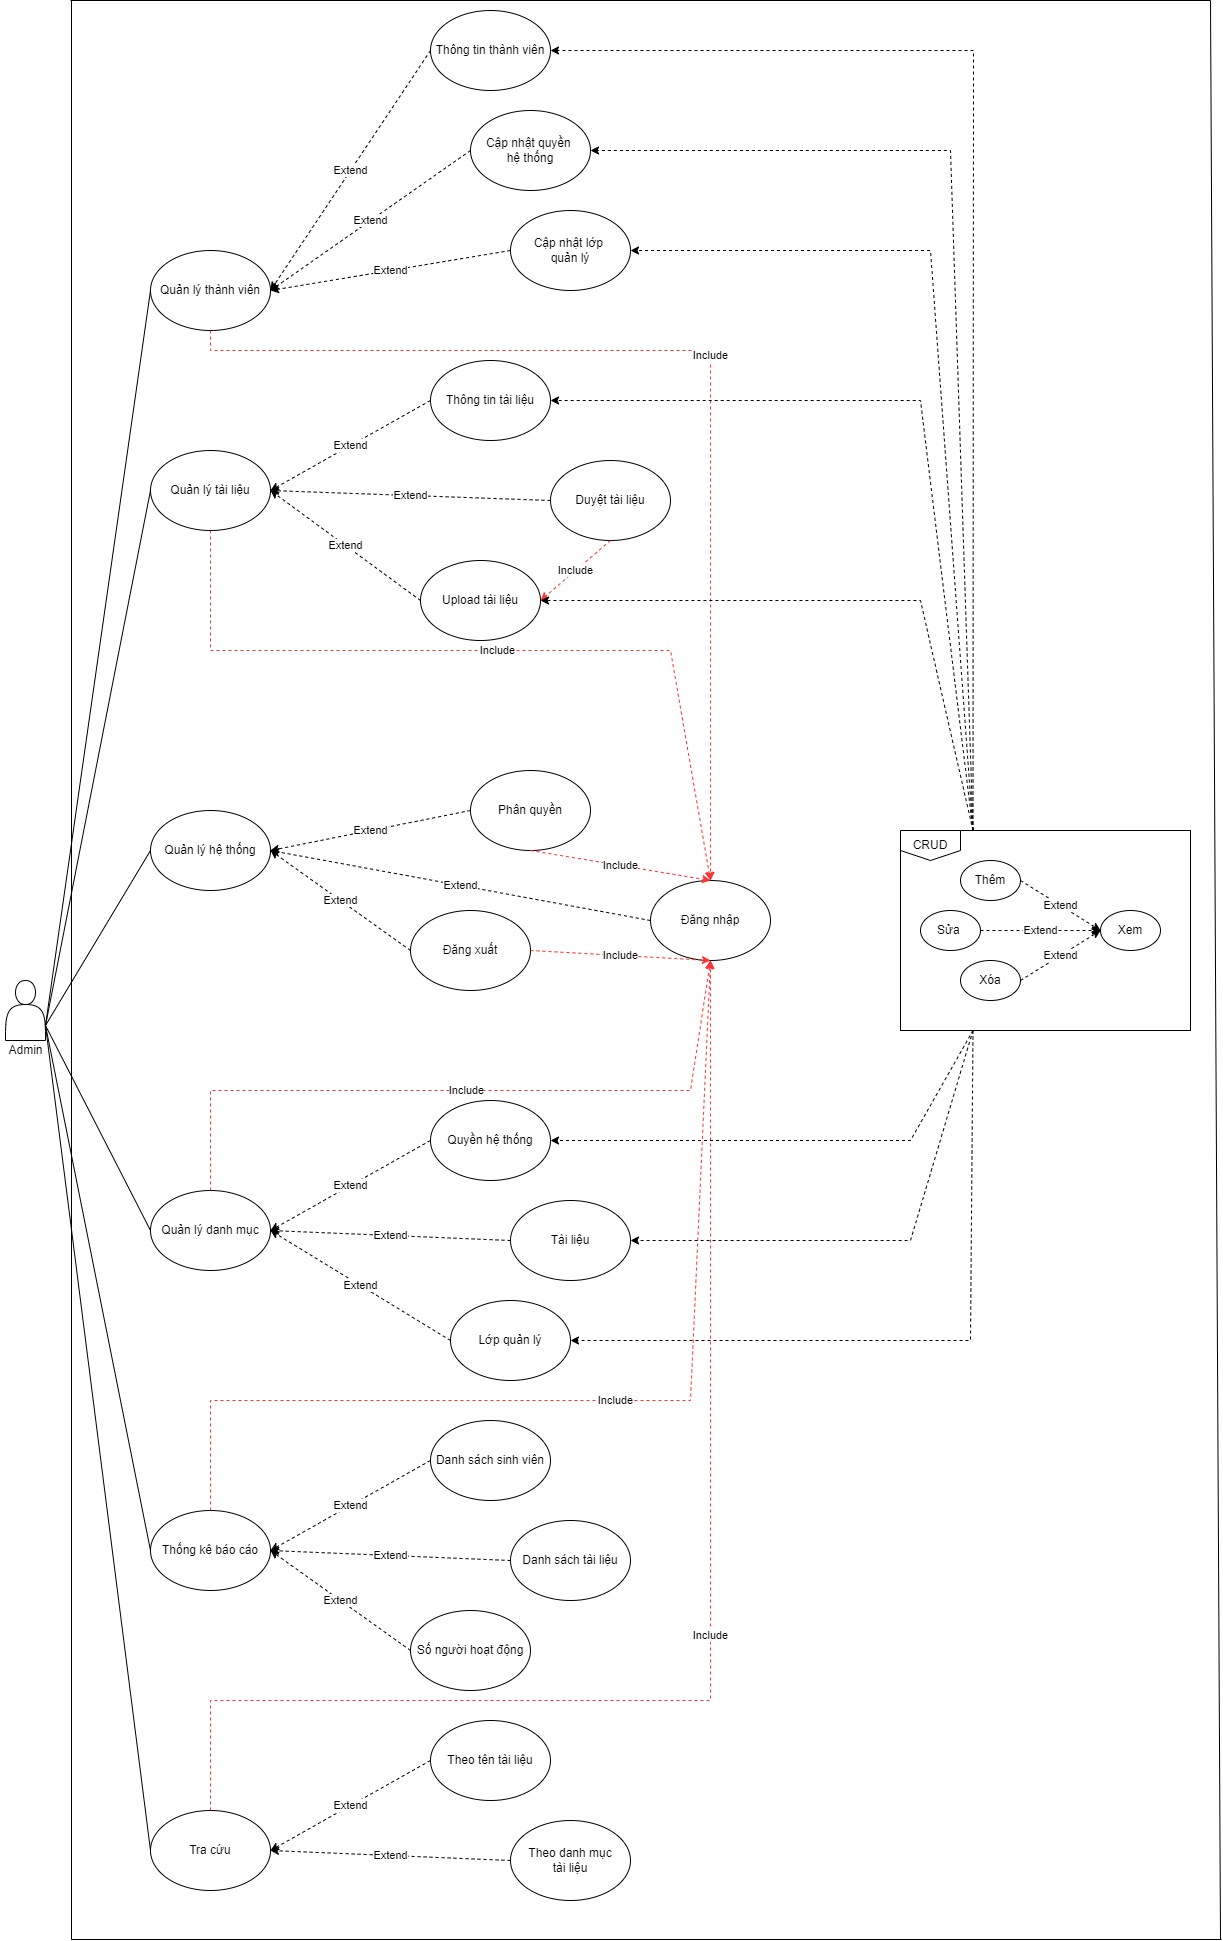 Thông tin thành viên
Cập nhật quyền
hệ thống
Extend
Extend
Cập nhật lớp
quản lý
Extend
Quản lý thành viên
Include
Thông tin tài liệu
Extend
Quản lý tài liệu
Extend
Duyệt tài liệu
Extend
Include
Upload tài liệu
Include
Phân quyền
Extend
Quản lý hệ thống
Include
CRUD
Thêm
Extend
Extend
Extend
Đăng nhập
Sửa
Extend
Xem
Đăng xuất
Include
Extend
Xóa
Admin
Include
Quyền hệ thống
Extend
Quản lý danh mục
Extend
Tài liệu
Extend
Lớp quản lý
Include
Danh sách sinh viên
Extend
Thống kê báo cáo
Extend
Danh sách tài liệu
Extend
Số người hoạt động
Include
Theo tên tài liệu
Extend
Tra cứu
Extend
Theo danh mục
tài liệu